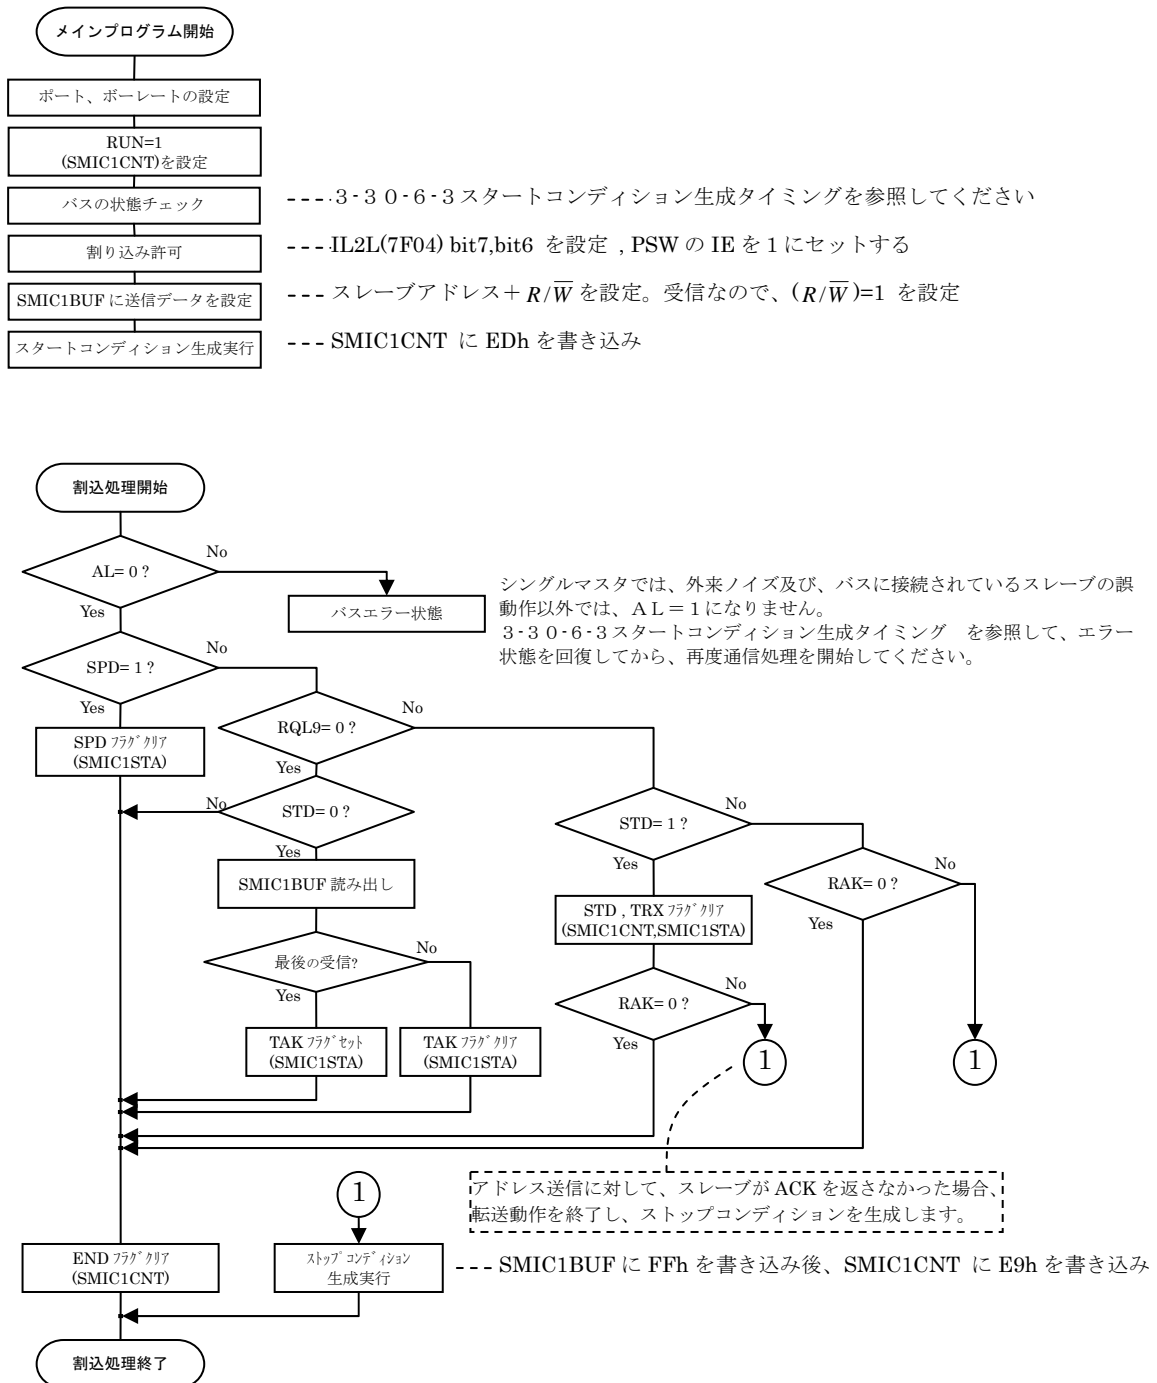 メインプログラム開始
ポート、ボーレートの設定
RUN=1
(SMIC1CNT)を設定
バスの状態チェック
---３-３０-６-３スタートコンディション生成タイミングを参照してください
割り込み許可
---IL2L(7F04) bit7,bit6 を設定 , PSW の IE を 1 にセットする
SMIC1BUF に送信データを設定
---スレーブアドレス＋ R/W̅ を設定。受信なので、(R/W̅)=1 を設定
スタートコンディション生成実行
---SMIC1CNT に EDh を書き込み
割込処理開始
AL= 0 ?
No
Yes
バスエラー状態
シングルマスタでは、外来ノイズ及び、バスに接続されているスレーブの誤
動作以外では、ＡＬ＝１になりません。
３-３０-６-３スタートコンディション生成タイミング　を参照して、エラー
状態を回復してから、再度通信処理を開始してください。
SPD= 1 ?
No
Yes
SPD ﾌﾗｸﾞｸﾘｱ
(SMIC1STA)
RQL9= 0 ?
No
Yes
STD= 0 ?
No
Yes
STD= 1 ?
No
Yes
SMIC1BUF 読み出し
RAK= 0 ?
No
Yes
STD , TRX ﾌﾗｸﾞｸﾘｱ
(SMIC1CNT,SMIC1STA)
最後の受信?
No
Yes
RAK= 0 ?
No
Yes
TAK ﾌﾗｸﾞｾｯﾄ
(SMIC1STA)
TAK ﾌﾗｸﾞｸﾘｱ
(SMIC1STA)
1
1
アドレス送信に対して、スレーブが ACK を返さなかった場合、
転送動作を終了し、ストップコンディションを生成します。
1
END ﾌﾗｸﾞｸﾘｱ
(SMIC1CNT)
ｽﾄｯﾌﾟｺﾝﾃﾞｨｼｮﾝ
生成実行
---SMIC1BUF に FFh を書き込み後、SMIC1CNT に E9h を書き込み
割込処理終了